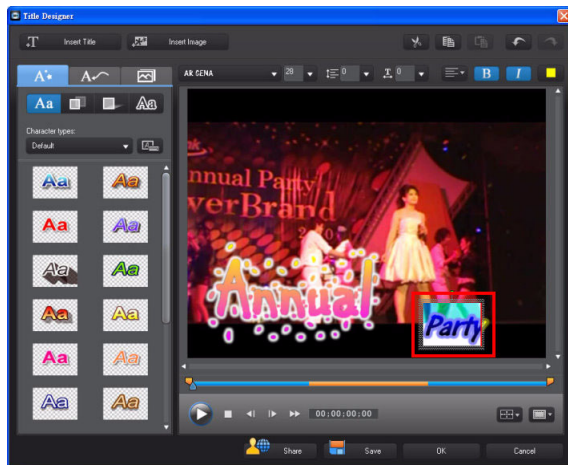 Title Designer
T Insert Title Insert Image
A A
AR CENA 28 0 T 0 B I
Aa Aa
Character types:
Default
Aa Aa
Aa Aa
Aa Aa
Aa Aa
Aa Aa
Aa Aa
nnual Party
verBrand
Annual
Party
00:00:00:00
Share Save OK Cancel